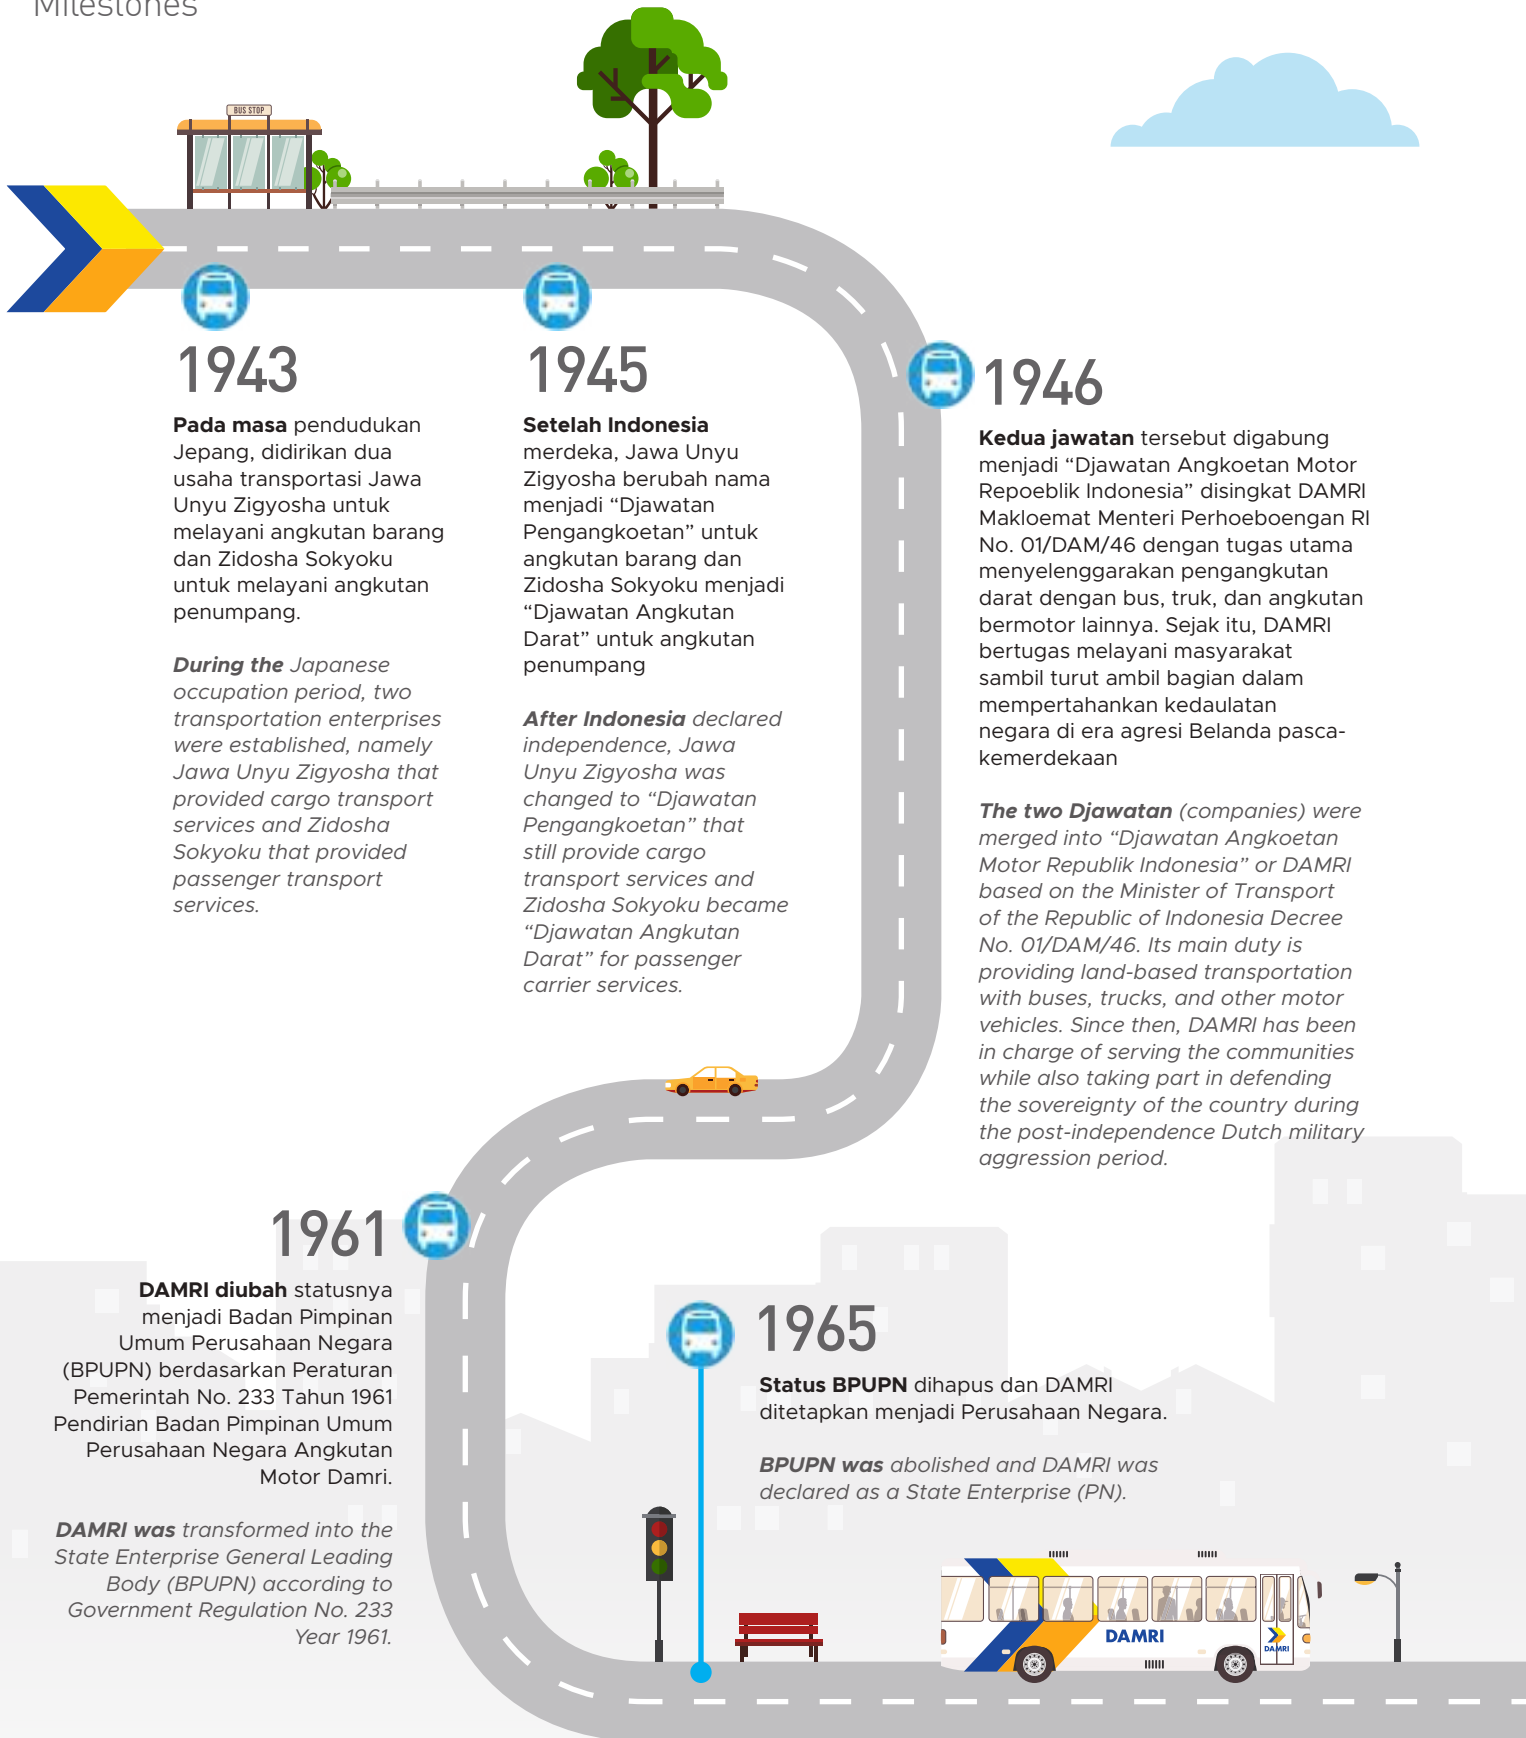 Milestones
BUS STOP
1943
Pada masa pendudukan
Jepang, didirikan dua
usaha transportasi Jawa
Unyu Zigyosha untuk
melayani angkutan barang
dan Zidosha Sokyoku
untuk melayani angkutan
penumpang.
During the Japanese
occupation period, two
transportation enterprises
were established, namely
Jawa Unyu Zigyosha that
provided cargo transport
services and Zidosha
Sokyoku that provided
passenger transport
services.
1945
Setelah Indonesia
merdeka, Jawa Unyu
Zigyosha berubah nama
menjadi “Djawatan
Pengangkoetan” untuk
angkutan barang dan
Zidosha Sokyoku menjadi
“Djawatan Angkutan
Darat” untuk angkutan
penumpang
After Indonesia declared
independence, Jawa
Unyu Zigyosha was
changed to “Djawatan
Pengangkoetan” that
still provide cargo
transport services and
Zidosha Sokyoku became
“Djawatan Angkutan
Darat” for passenger
carrier services.
1946
Kedua jawatan tersebut digabung
menjadi “Djawatan Angkoetan Motor
Repoeblik Indonesia” disingkat DAMRI
Makloemat Menteri Perhoeboengan RI
No. 01/DAM/46 dengan tugas utama
menyelenggarakan pengangkutan
darat dengan bus, truk, dan angkutan
bermotor lainnya. Sejak itu, DAMRI
bertugas melayani masyarakat
sambil turut ambil bagian dalam
mempertahankan kedaulatan
negara di era agresi Belanda pasca-
kemerdekaan
The two Djawatan (companies) were
merged into “Djawatan Angkoetan
Motor Republik Indonesia” or DAMRI
based on the Minister of Transport
of the Republic of Indonesia Decree
No. 01/DAM/46. Its main duty is
providing land-based transportation
with buses, trucks, and other motor
vehicles. Since then, DAMRI has been
in charge of serving the communities
while also taking part in defending
the sovereignty of the country during
the post-independence Dutch military
aggression period.
1961
DAMRI diubah statusnya
menjadi Badan Pimpinan
Umum Perusahaan Negara
(BPUPN) berdasarkan Peraturan
Pemerintah No. 233 Tahun 1961
Pendirian Badan Pimpinan Umum
Perusahaan Negara Angkutan
Motor Damri.
DAMRI was transformed into the
State Enterprise General Leading
Body (BPUPN) according to
Government Regulation No. 233
Year 1961.
1965
Status BPUPN dihapus dan DAMRI
ditetapkan menjadi Perusahaan Negara.
BPUPN was abolished and DAMRI was
declared as a State Enterprise (PN).
DAMRI
DAMRI